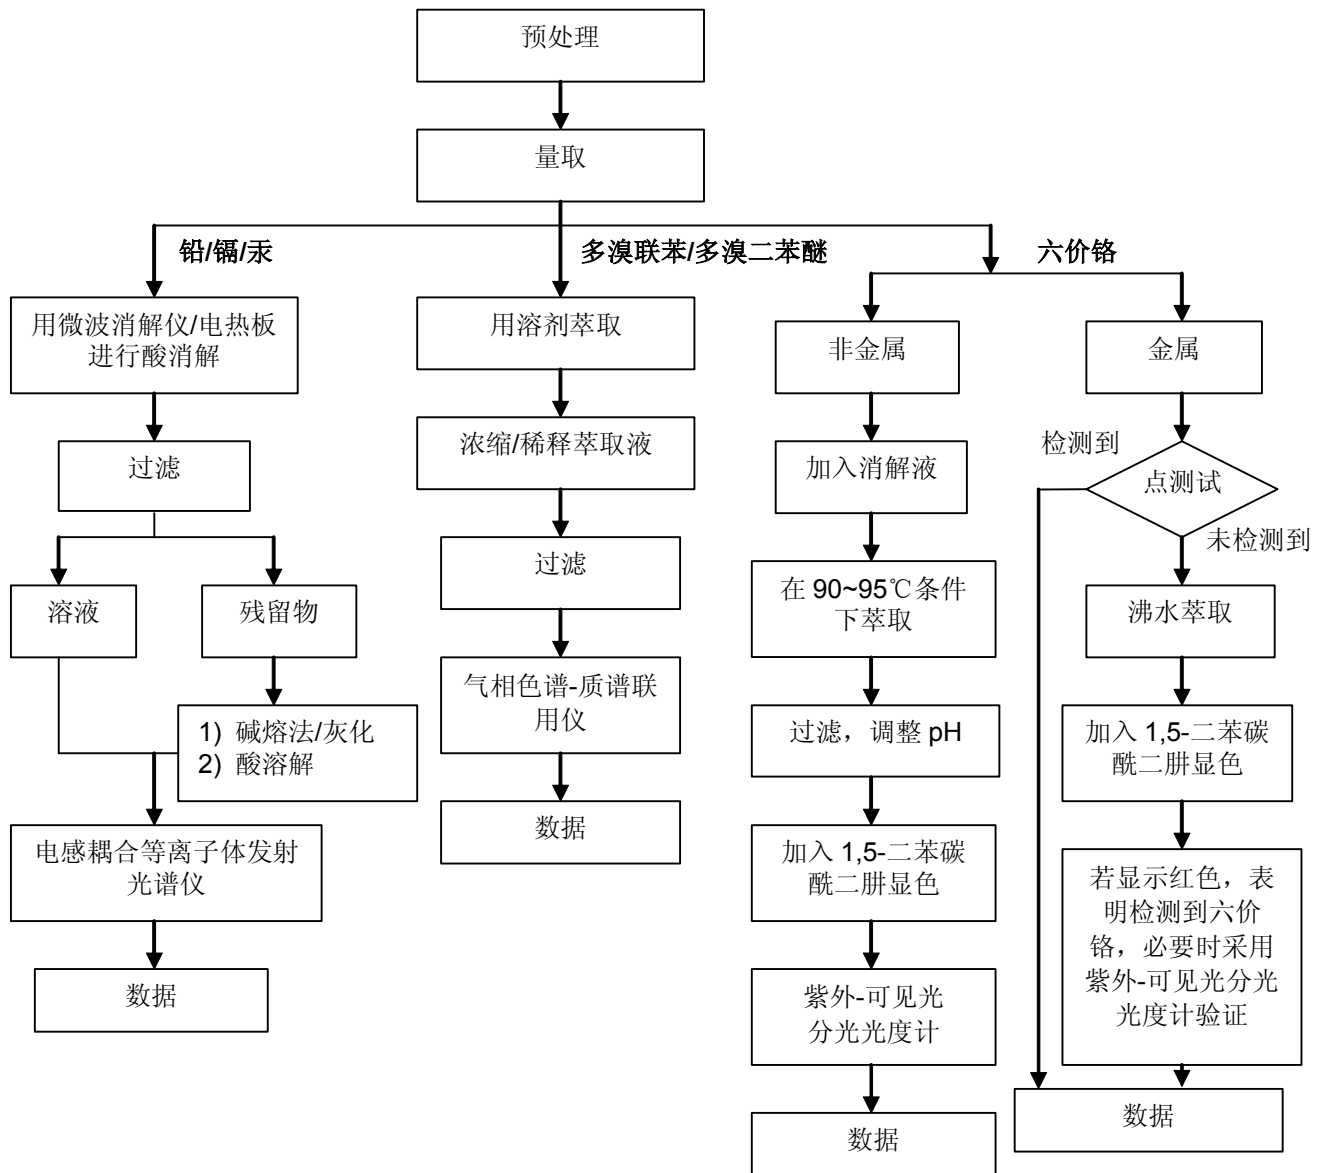 预处理
量取
铅/镉/汞
多溴联苯/多溴二苯醚
六价铬
用微波消解仪/电热板
进行酸消解
过滤
溶液
残留物
1) 碱熔法/灰化
2) 酸溶解
电感耦合等离子体发射
光谱仪
数据
用溶剂萃取
浓缩/稀释萃取液
过滤
气相色谱-质谱联
用仪
数据
非金属
加入消解液
在 90~95℃条件
下萃取
过滤，调整 pH
加入 1,5-二苯碳
酰二肼显色
紫外-可见光
分光光度计
数据
金属
检测到
点测试
未检测到
沸水萃取
加入 1,5-二苯碳
酰二肼显色
若显示红色，表
明检测到六价
铬，必要时采用
紫外-可见光分光
光度计验证
数据